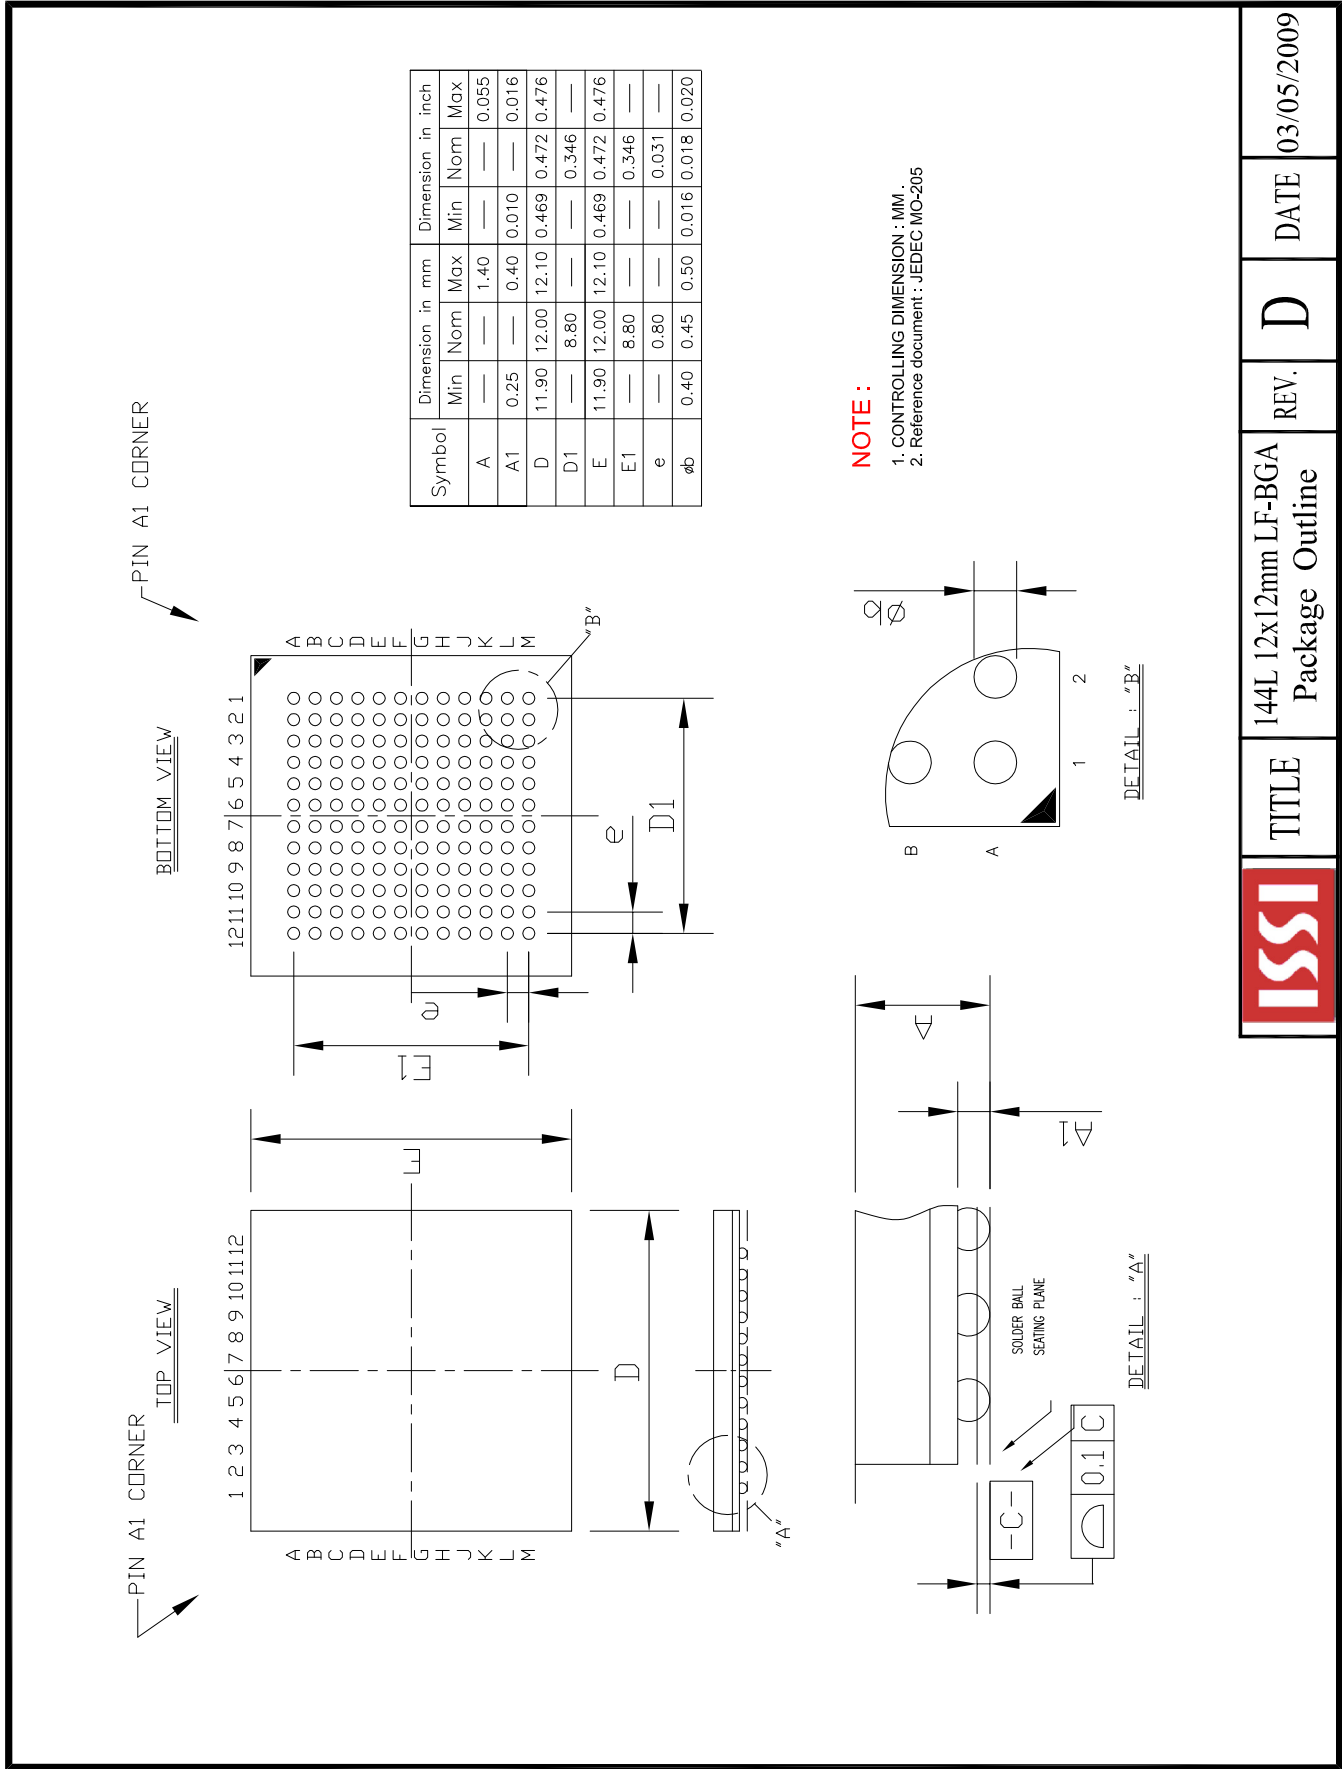 PIN A1 CORNER
TOP VIEW
1 2 3 4 5 6 7 8 9 10 11 12
A
B
C
D
E
F
G
H
J
K
L
M
E
D
"A"
BOTTOM VIEW
PIN A1 CORNER
12 11 10 9 8 7 6 5 4 3 2 1
A
B
C
D
E
F
G
H
J
K
L
M
E1
e
e
D1
"B"
Symbol Dimension in mm Dimension in inch
Min Nom Max Min Nom Max
A — — 1.40 — — 0.055
A1 0.25 — 0.40 0.010 — 0.016
D 11.90 12.00 12.10 0.469 0.472 0.476
D1 — 8.80 — — 0.346 —
E 11.90 12.00 12.10 0.469 0.472 0.476
E1 — 8.80 — — 0.346 —
e — 0.80 — — 0.031 —
øb 0.40 0.45 0.50 0.016 0.018 0.020
NOTE :
1. CONTROLLING DIMENSION : MM .
2. Reference document : JEDEC MO-205
A
A1
SOLDER BALL
SEATING PLANE
-C-
0.1 C
DETAIL : "A"
Øb
B
A
1 2
DETAIL : "B"
ISSI
TITLE
144L 12x12mm LF-BGA
Package Outline
REV.
D
DATE
03/05/2009